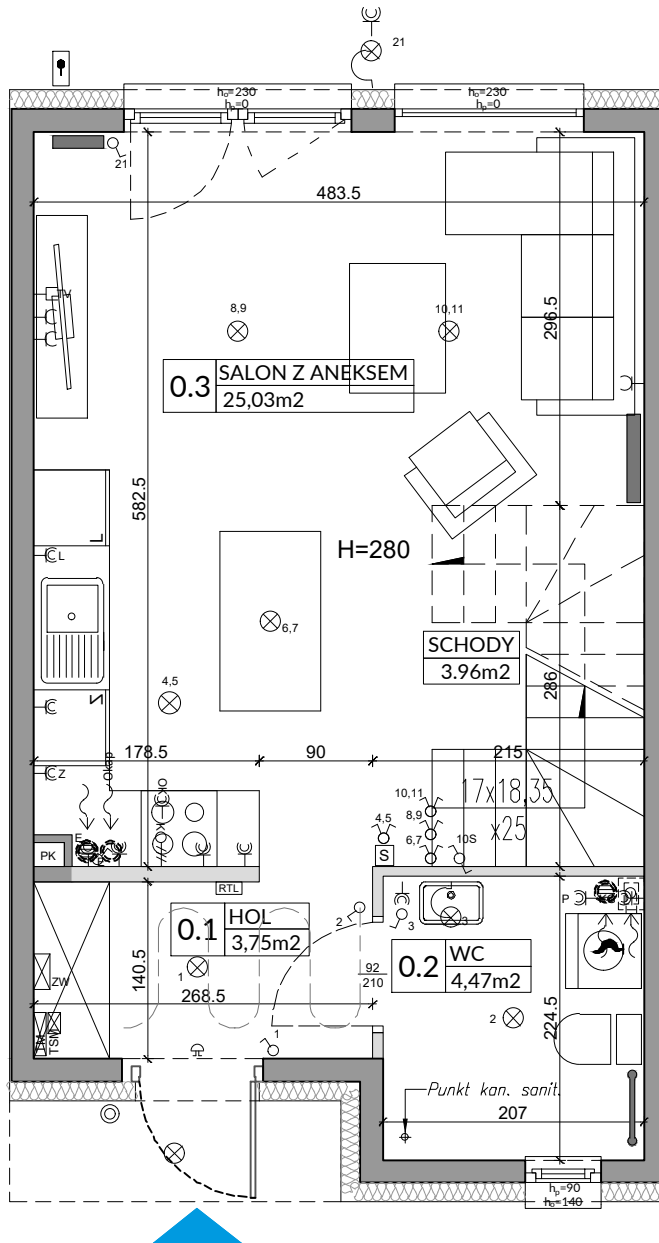 21
hₒ=230
hₚ=0
hₒ=230
hₚ=0
21
483.5
TV
8,9
10,11
296.5
0.3 SALON Z ANEKSEM
25,03m2
582.5
L
L
H=280
6,7
SCHODY
3.96m2
4,5
286
Z
178.5
90
215
Okap
17x18,35
x25
10,11
8,9
6,7
10S
4,5
S
PK
RTL
P
0.1 HOL
3,75m2
2
3
3
0.2 WC
4,47m2
1
92
210
140.5
268.5
ZW
TM
TSM
1
2
224.5
Punkt kan. sanit.
207
hₚ=90
hₒ=140